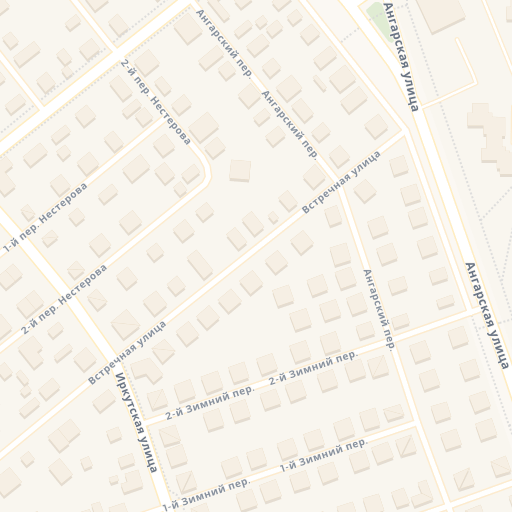 Ангарская улица
Ангарский пер.
2-й пер. Нестерова
Ангарский пер.
Встречная улица
1-й пер. Нестерова
2-й пер. Нестерова
Ангарский пер.
Ангарская улица
Встречная улица
2-й Зимний пер.
Иркутская улица
2-й Зимний пер.
1-й Зимний пер.
1-й Зимний пер.